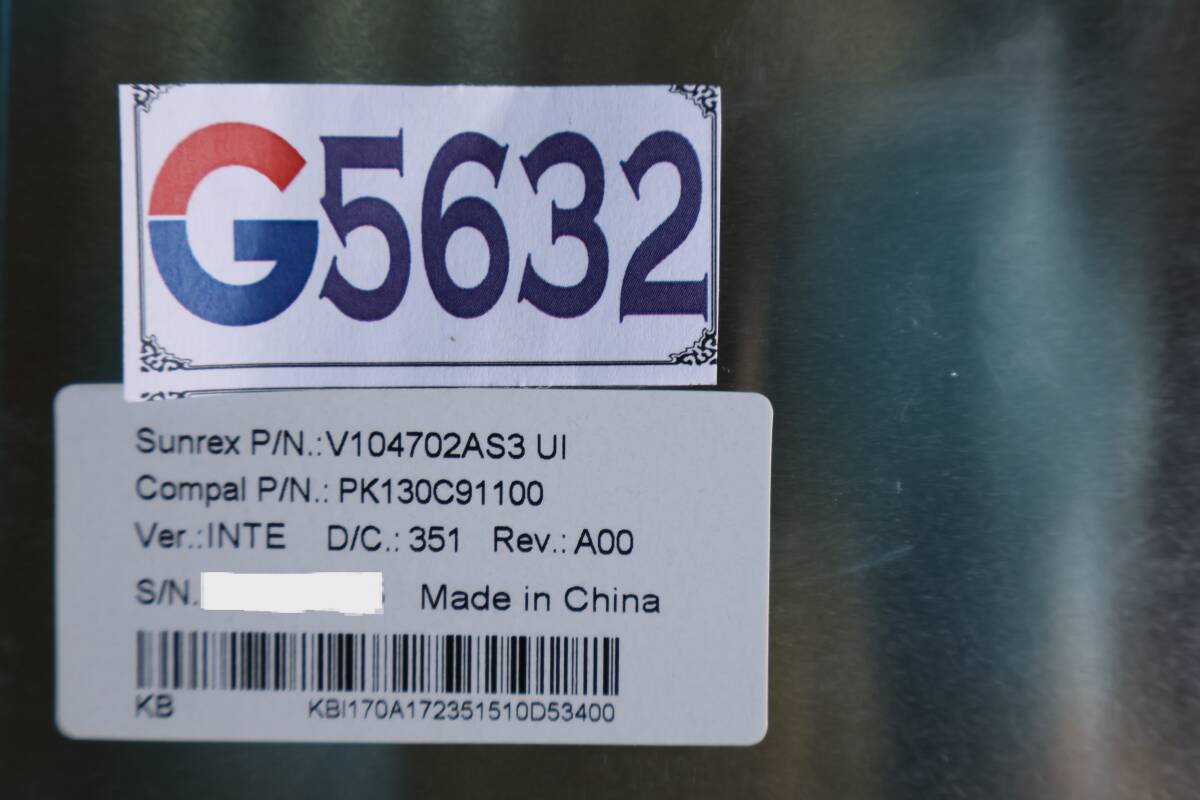 G5632
Sunrex P/N.:V104702AS3 UI
Compal P/N.: PK130C91100
Ver.:INTE D/C.: 351 Rev.: A00
S/N. Made in China
KB KBI170A172351510D53400